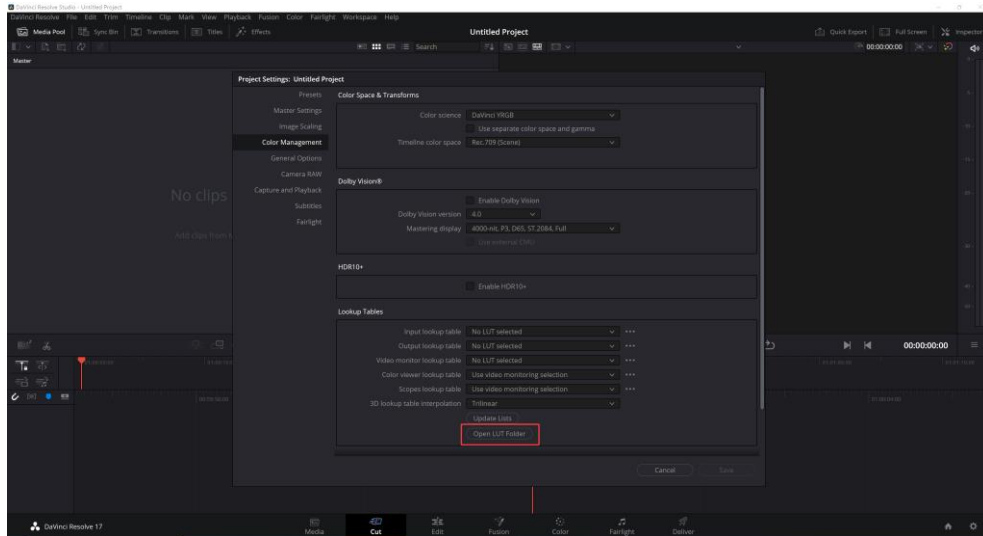 DaVinci Resolve Studio - Untitled Project
DaVinci Resolve File Edit Trim Timeline Clip Mark View Playback Fusion Color Fairlight Workspace Help
Media Pool Sync Bin Transitions Titles Effects Untitled Project Quick Export Full Screen Inspector
Search 00:00:00:00
Master
Project Settings: Untitled Project
Presets
Master Settings
Image Scaling
Color Management
General Options
Camera RAW
Capture and Playback
Subtitles
Fairlight
No clips
Add clips from
Color Space & Transforms
Color science DaVinci YRGB
Use separate color space and gamma
Timeline color space Rec.709 (Scene)
Dolby Vision®
Enable Dolby Vision
Dolby Vision version 4.0
Mastering display 4000-nit, P3, D65, ST.2084, Full
Use external CMU
HDR10+
Enable HDR10+
Lookup Tables
Input lookup table No LUT selected
Output lookup table No LUT selected
Video monitor lookup table No LUT selected
Color viewer lookup table Use video monitoring selection
Scopes lookup table Use video monitoring selection
3D lookup table interpolation Trilinear
Update Lists
Open LUT Folder
Cancel Save
00:00:00:00
DaVinci Resolve 17
Media Cut Edit Fusion Color Fairlight Deliver